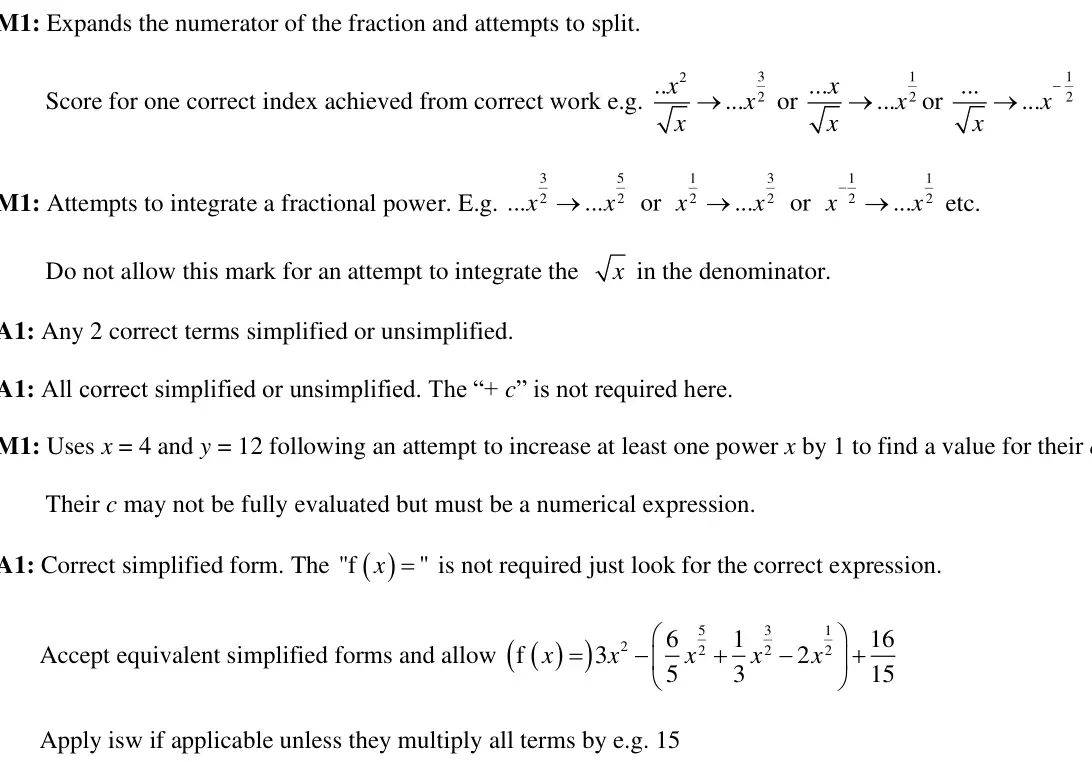 M1: Expands the numerator of the fraction and attempts to split.
Score for one correct index achieved from correct work e.g. ..x²/√x → ...x^(3/2) or ...x/√x → ...x^(1/2) or .../√x → ...x^(-1/2)
M1: Attempts to integrate a fractional power. E.g. ...x^(3/2) → ...x^(5/2) or x^(1/2) → ...x^(3/2) or x^(-1/2) → ...x^(1/2) etc.
Do not allow this mark for an attempt to integrate the √x in the denominator.
A1: Any 2 correct terms simplified or unsimplified.
A1: All correct simplified or unsimplified. The “+ c” is not required here.
M1: Uses x = 4 and y = 12 following an attempt to increase at least one power x by 1 to find a value for their
Their c may not be fully evaluated but must be a numerical expression.
A1: Correct simplified form. The "f(x)=" is not required just look for the correct expression.
Accept equivalent simplified forms and allow (f(x)=)3x² − (6/5 x^(5/2) + 1/3 x^(3/2) − 2x^(1/2)) + 16/15
Apply isw if applicable unless they multiply all terms by e.g. 15